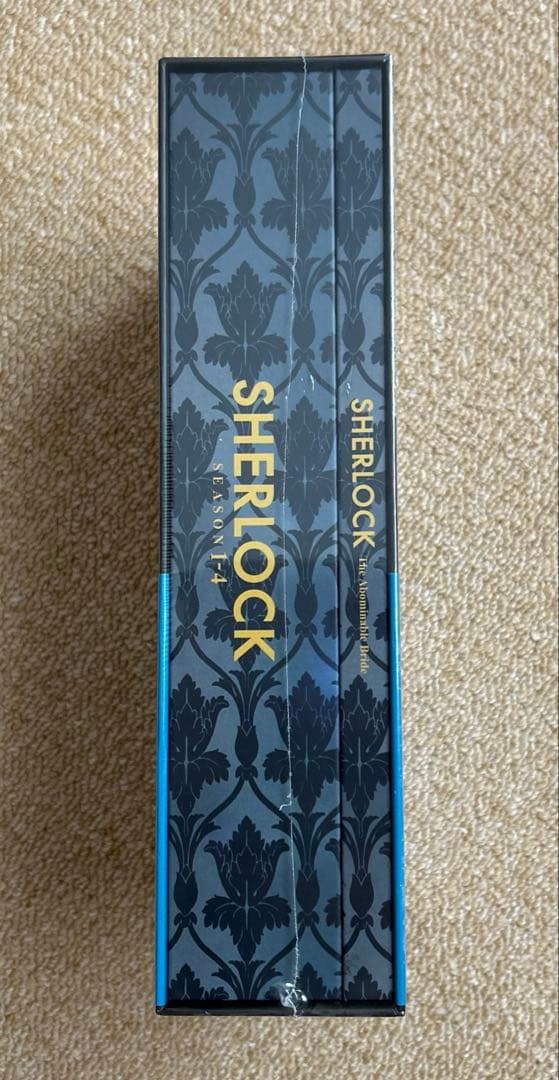 SHERLOCK
The Abominable Bride
SHERLOCK
SEASON 1-4